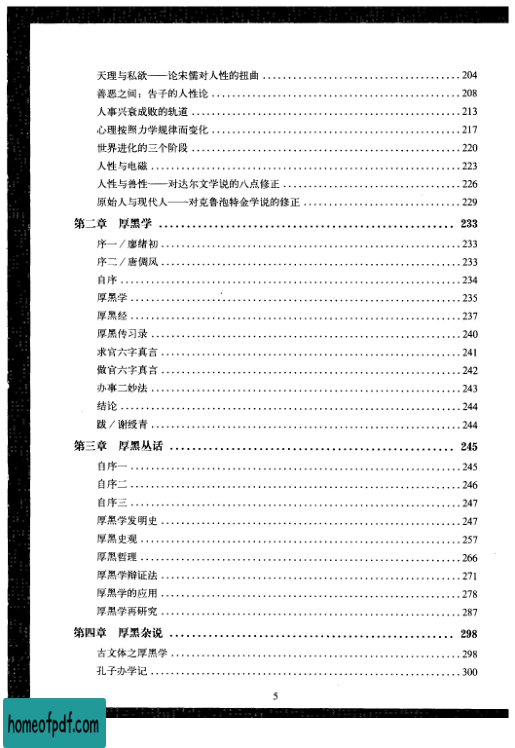 天理与私欲——论宋儒对人性的扭曲 204
善恶之间：告子的人性论 208
人事兴衰成败的轨道 213
心理按照力学规律而变化 217
世界进化的三个阶段 220
人性与电磁 223
人性与兽性——对达尔文学说的八点修正 226
原始人与现代人——对克鲁泡特金学说的修正 229
第二章 厚黑学 233
序一／廖绪初 233
序二／唐倜风 233
自序 234
厚黑学 235
厚黑经 237
厚黑传习录 240
求官六字真言 241
做官六字真言 242
办事二妙法 243
结论 244
跋／谢绶青 244
第三章 厚黑丛话 245
自序一 245
自序二 246
自序三 247
厚黑学发明史 247
厚黑史观 257
厚黑哲理 266
厚黑学辩证法 271
厚黑学的应用 278
厚黑学再研究 287
第四章 厚黑杂说 298
古文体之厚黑学 298
孔子办学记 300
5
homeofpdf.com